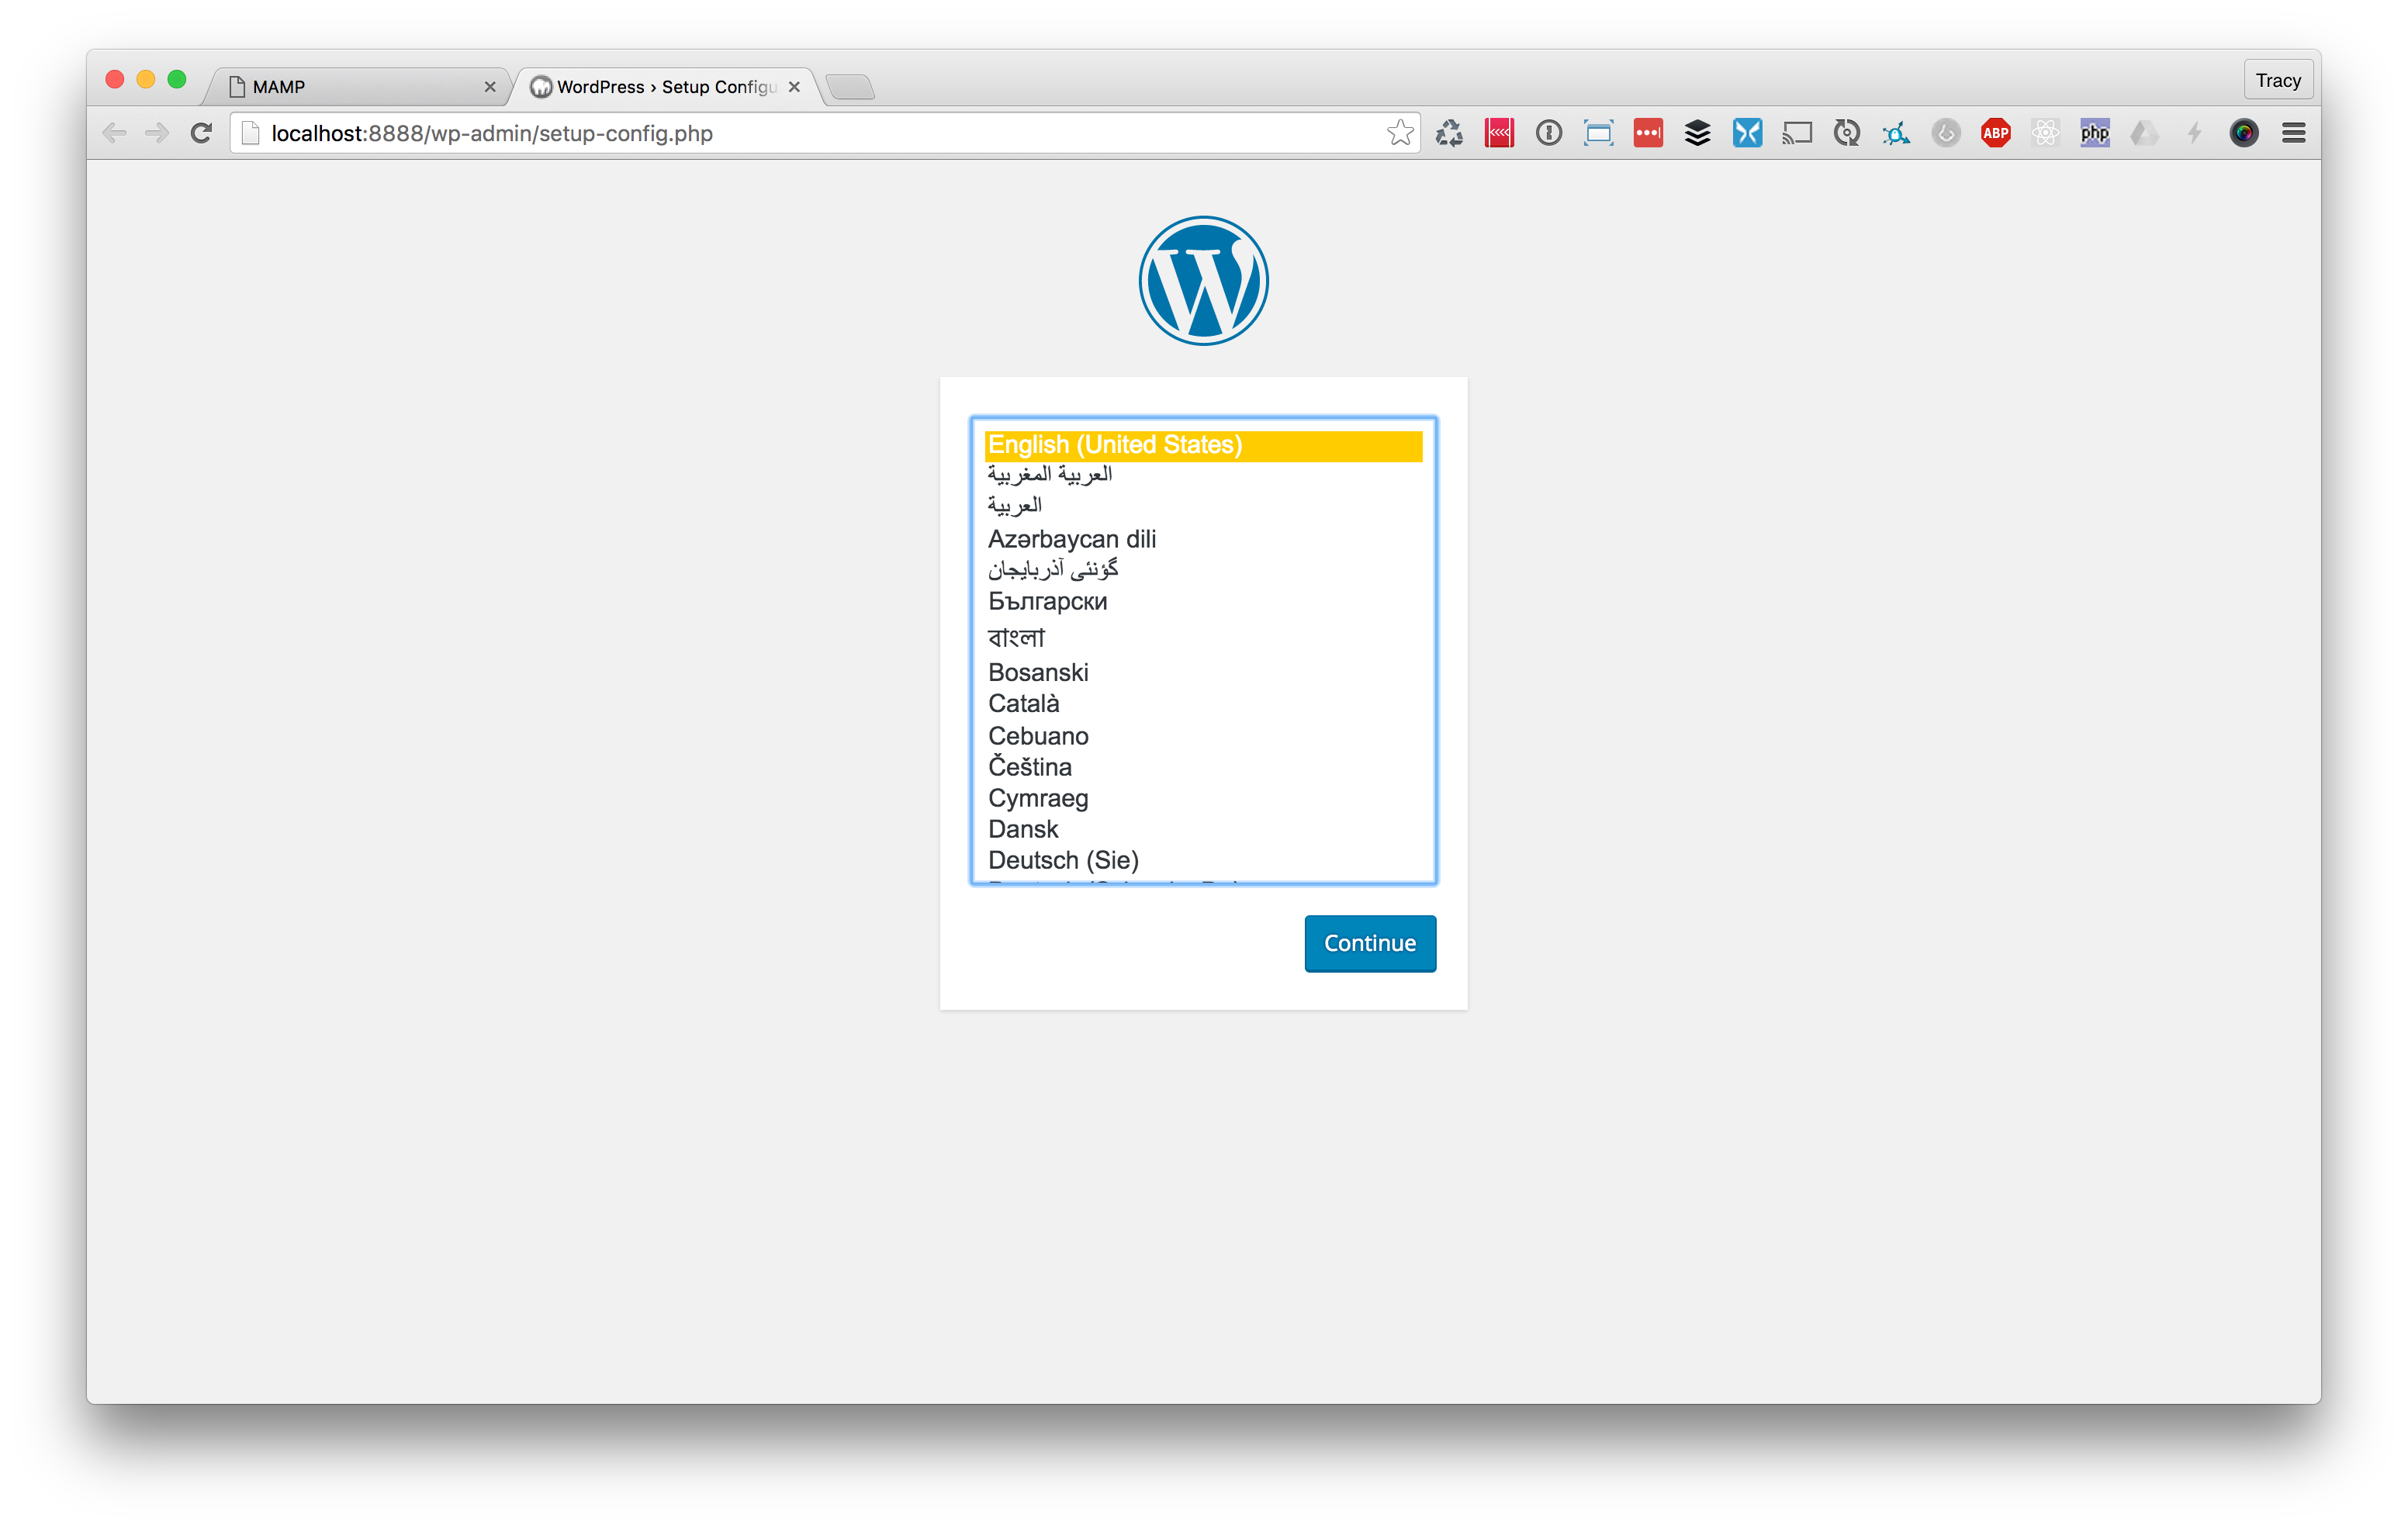 MAMP
WordPress › Setup Configu
Tracy
localhost:8888/wp-admin/setup-config.php
ABP
php
English (United States)
العربية المغربية
العربية
Azərbaycan dili
گؤنئی آذربایجان
Български
বাংলা
Bosanski
Català
Cebuano
Čeština
Cymraeg
Dansk
Deutsch (Sie)
Continue